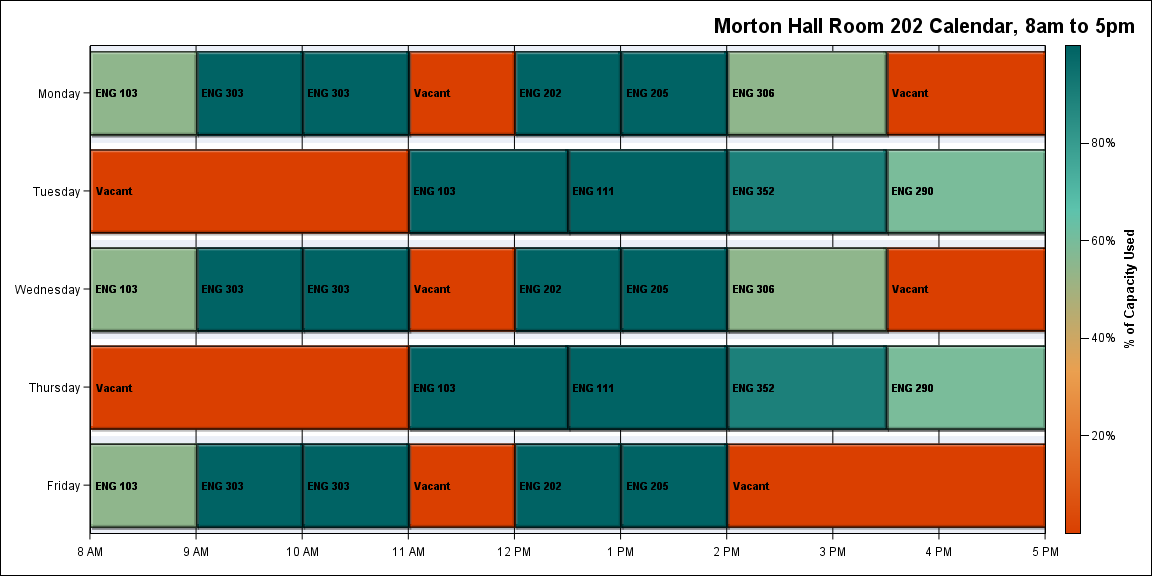 Morton Hall Room 202 Calendar, 8am to 5pm
Monday
ENG 103
ENG 303
ENG 303
Vacant
ENG 202
ENG 205
ENG 306
Vacant
Tuesday
Vacant
ENG 103
ENG 111
ENG 352
ENG 290
Wednesday
ENG 103
ENG 303
ENG 303
Vacant
ENG 202
ENG 205
ENG 306
Vacant
Thursday
Vacant
ENG 103
ENG 111
ENG 352
ENG 290
Friday
ENG 103
ENG 303
ENG 303
Vacant
ENG 202
ENG 205
Vacant
8 AM
9 AM
10 AM
11 AM
12 PM
1 PM
2 PM
3 PM
4 PM
5 PM
80%
60%
40%
20%
% of Capacity Used